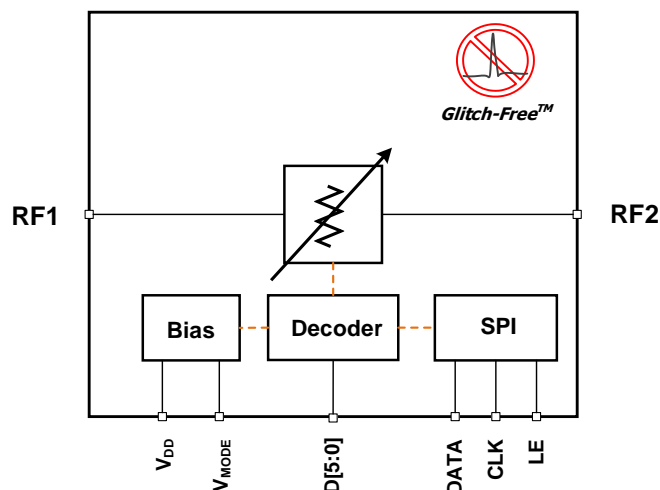 Glitch-Free™
RF1
RF2
Bias
Decoder
SPI
VDD
VMODE
D[5:0]
DATA
CLK
LE